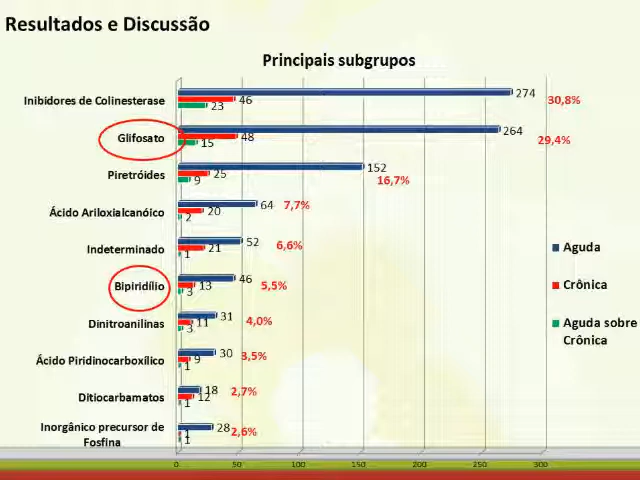 Resultados e Discussão
Principais subgrupos
Inibidores de Colinesterase
274
46
23
30,8%
Glifosato
264
48
15
29,4%
Piretróides
152
25
9
16,7%
Ácido Ariloxialcanóico
64
20
2
7,7%
Indeterminado
52
21
1
6,6%
Bipiridílio
46
13
3
5,5%
Dinitroanilinas
31
11
3
4,0%
Ácido Piridinocarboxílico
30
9
1
3,5%
Ditiocarbamatos
18
12
1
2,7%
Inorgânico precursor de
Fosfina
28
1
1
2,6%
Aguda
Crônica
Aguda sobre
Crônica
0 50 100 150 200 250 300